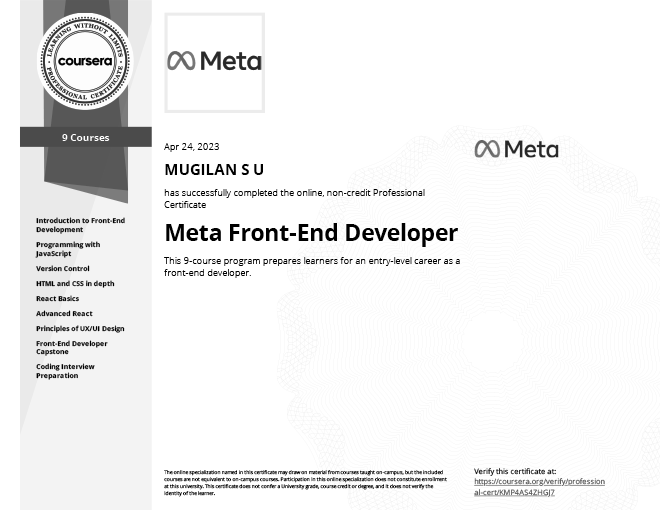 LEARNING WITHOUT LIMITS
coursera
PROFESSIONAL CERTIFICATE
9 Courses
Introduction to Front-End
Development
Programming with
JavaScript
Version Control
HTML and CSS in depth
React Basics
Advanced React
Principles of UX/UI Design
Front-End Developer
Capstone
Coding Interview
Preparation
Meta
Apr 24, 2023
Meta
MUGILAN S U
has successfully completed the online, non-credit Professional
Certificate
Meta Front-End Developer
This 9-course program prepares learners for an entry-level career as a
front-end developer.
The online specialization named in this certificate may draw on material from courses taught on-campus, but the included
courses are not equivalent to on-campus courses. Participation in this online specialization does not constitute enrollment
at this university. This certificate does not confer a University grade, course credit or degree, and it does not verify the
identity of the learner.
Verify this certificate at:
https://coursera.org/verify/profession
al-cert/KMP4AS4ZHGJ7